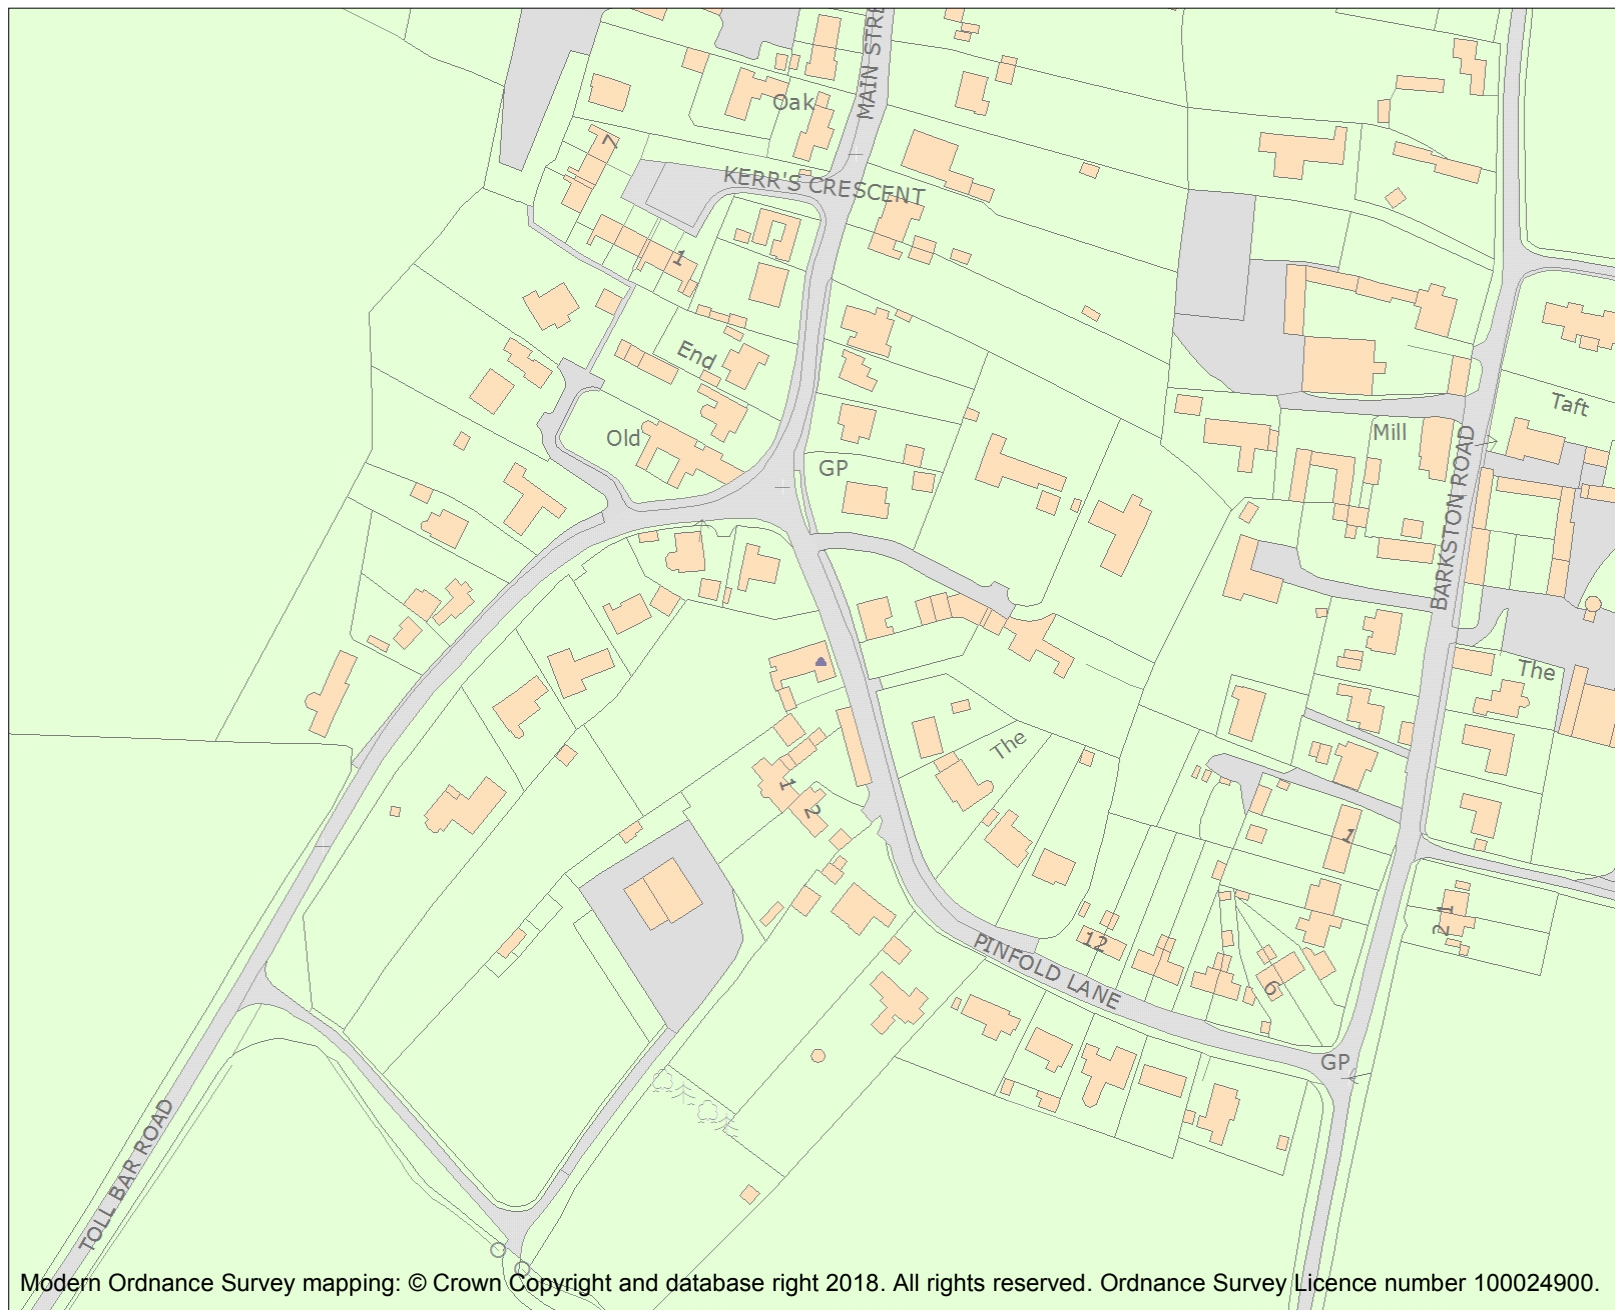 MAIN STRE
Oak
7
KERR'S CRESCENT
1
End
Old
GP
Taft
Mill
BARKSTON ROAD
The
The
1
2
1
12
2 1
PINFOLD LANE
6
GP
TOLL BAR ROAD
Modern Ordnance Survey mapping: © Crown Copyright and database right 2018. All rights reserved. Ordnance Survey Licence number 100024900.